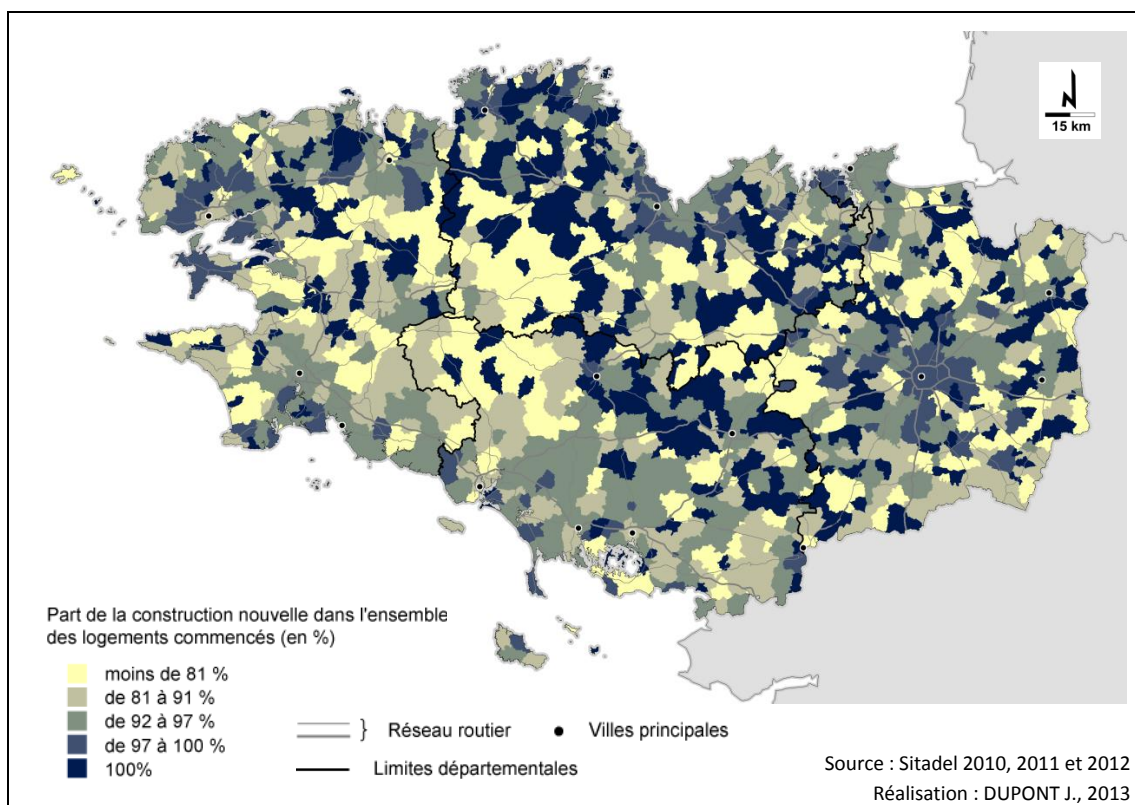 15 km
Part de la construction nouvelle dans l'ensemble
des logements commencés (en %)
moins de 81 %
de 81 à 91 %
de 92 à 97 %
de 97 à 100 %
100%
} Réseau routier
Villes principales
Limites départementales
Source : Sitadel 2010, 2011 et 2012
Réalisation : DUPONT J., 2013